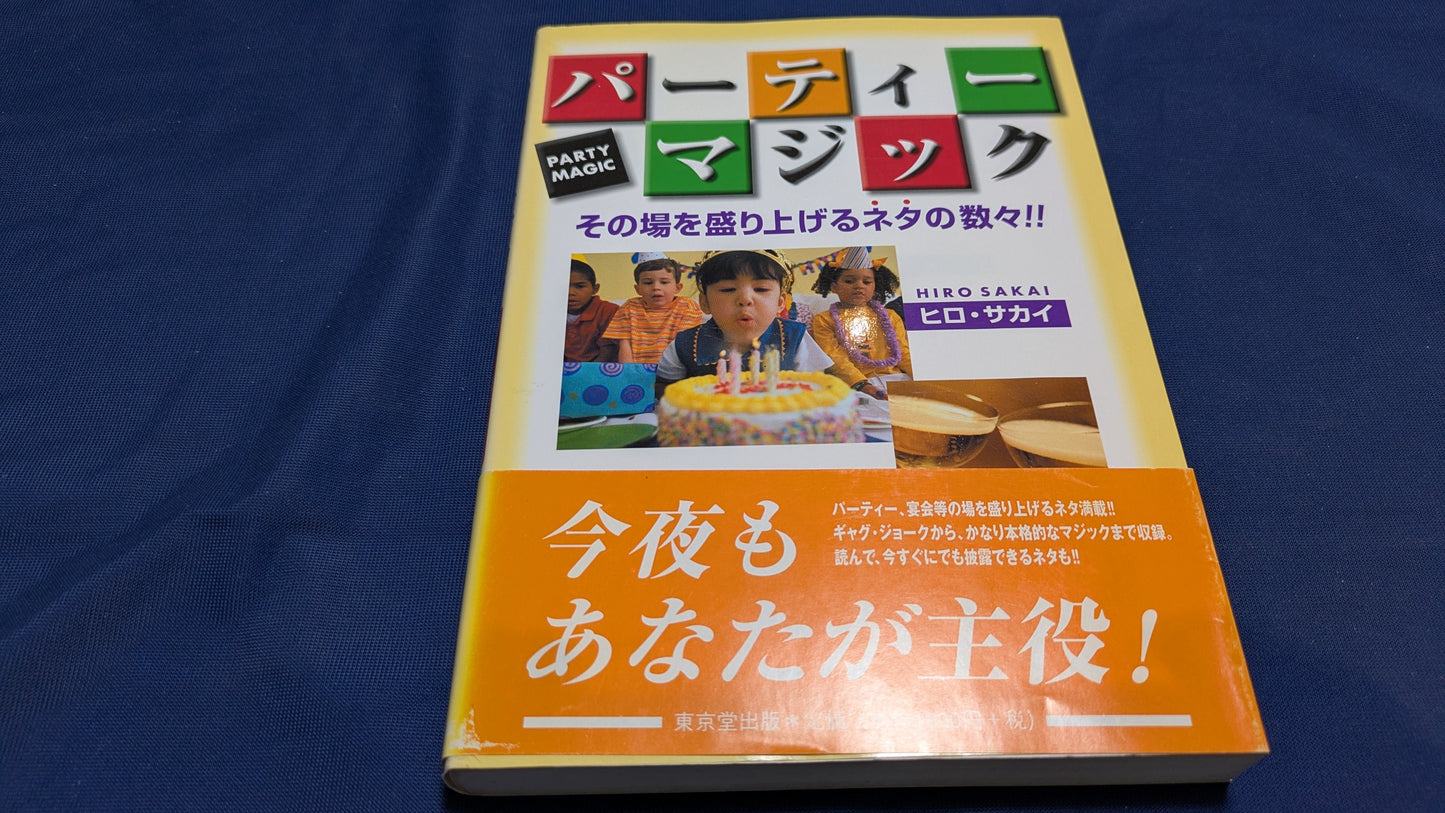 パーティー
PARTY
MAGIC
マジック
その場を盛り上げるネタの数々!!
HIRO SAKAI
ヒロ・サカイ
今夜も
あなたが主役!
パーティー、宴会等の場を盛り上げるネタ満載!!
ギャグ・ジョークから、かなり本格的なマジックまで収録。
読んで、今すぐにでも披露できるネタも!!
東京堂出版 円+税)